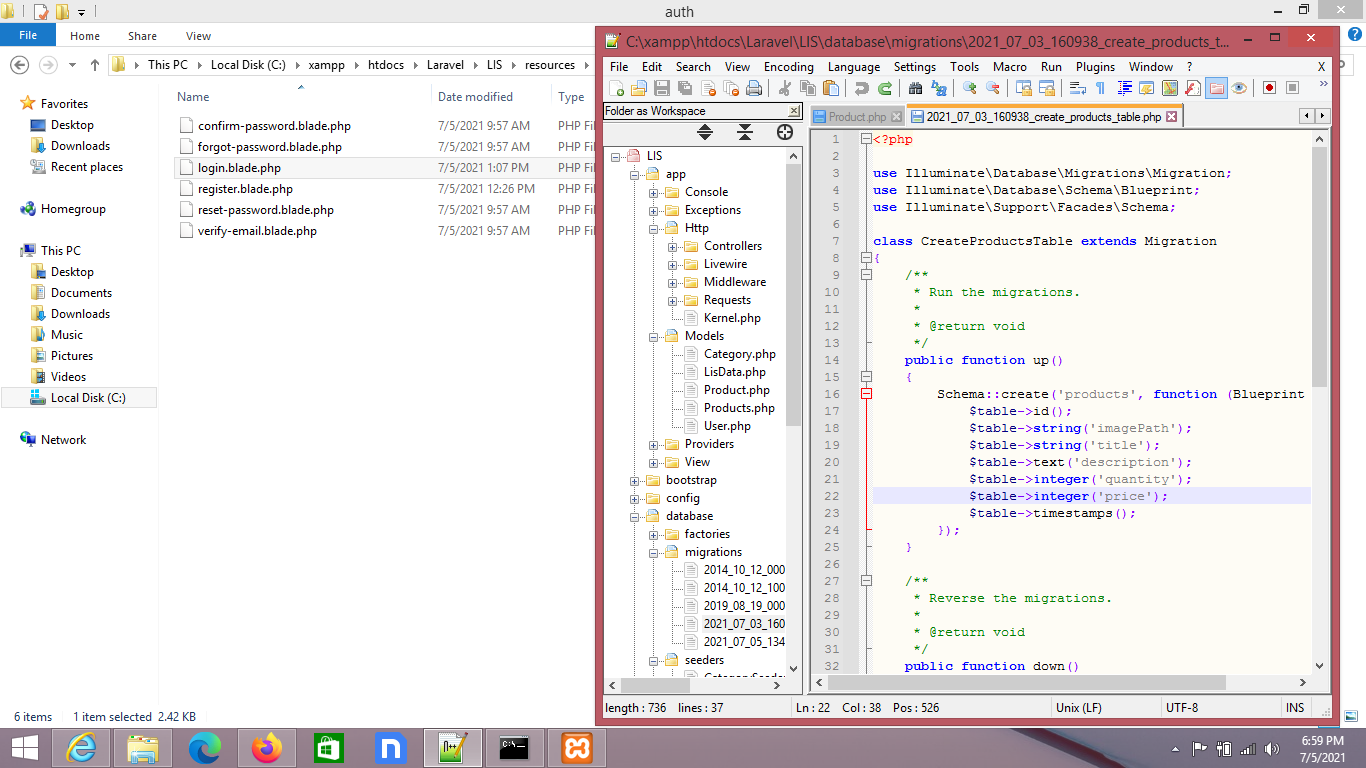 auth
File
Home
Share
View
This PC
Local Disk (C:)
xampp
htdocs
Laravel
LIS
resources
Favorites
Desktop
Downloads
Recent places
Homegroup
This PC
Desktop
Documents
Downloads
Music
Pictures
Videos
Local Disk (C:)
Network
Name
Date modified
Type
confirm-password.blade.php 7/5/2021 9:57 AM PHP Fil
forgot-password.blade.php 7/5/2021 9:57 AM PHP Fil
login.blade.php 7/5/2021 1:07 PM PHP Fil
register.blade.php 7/5/2021 12:26 PM PHP Fil
reset-password.blade.php 7/5/2021 9:57 AM PHP Fil
verify-email.blade.php 7/5/2021 9:57 AM PHP Fil
6 items 1 item selected 2.42 KB
C:\xampp\htdocs\Laravel\LIS\database\migrations\2021_07_03_160938_create_products_t...
File Edit Search View Encoding Language Settings Tools Macro Run Plugins Window ? X
Folder as Workspace
LIS
app
Console
Exceptions
Http
Controllers
Livewire
Middleware
Requests
Kernel.php
Models
Category.php
LisData.php
Product.php
Products.php
User.php
Providers
View
bootstrap
config
database
factories
migrations
2014_10_12_000
2014_10_12_100
2019_08_19_000
2021_07_03_160
2021_07_05_134
seeders
Product.php
2021_07_03_160938_create_products_table.php
1 <?php
2
3 use Illuminate\Database\Migrations\Migration;
4 use Illuminate\Database\Schema\Blueprint;
5 use Illuminate\Support\Facades\Schema;
6
7 class CreateProductsTable extends Migration
8 {
9 /**
10 * Run the migrations.
11 *
12 * @return void
13 */
14 public function up()
15 {
16 Schema::create('products', function (Blueprint
17 $table->id();
18 $table->string('imagePath');
19 $table->string('title');
20 $table->text('description');
21 $table->integer('quantity');
22 $table->integer('price');
23 $table->timestamps();
24 });
25 }
26
27 /**
28 * Reverse the migrations.
29 *
30 * @return void
31 */
32 public function down()
length : 736 lines : 37 Ln : 22 Col : 38 Pos : 526 Unix (LF) UTF-8 INS
6:59 PM
7/5/2021